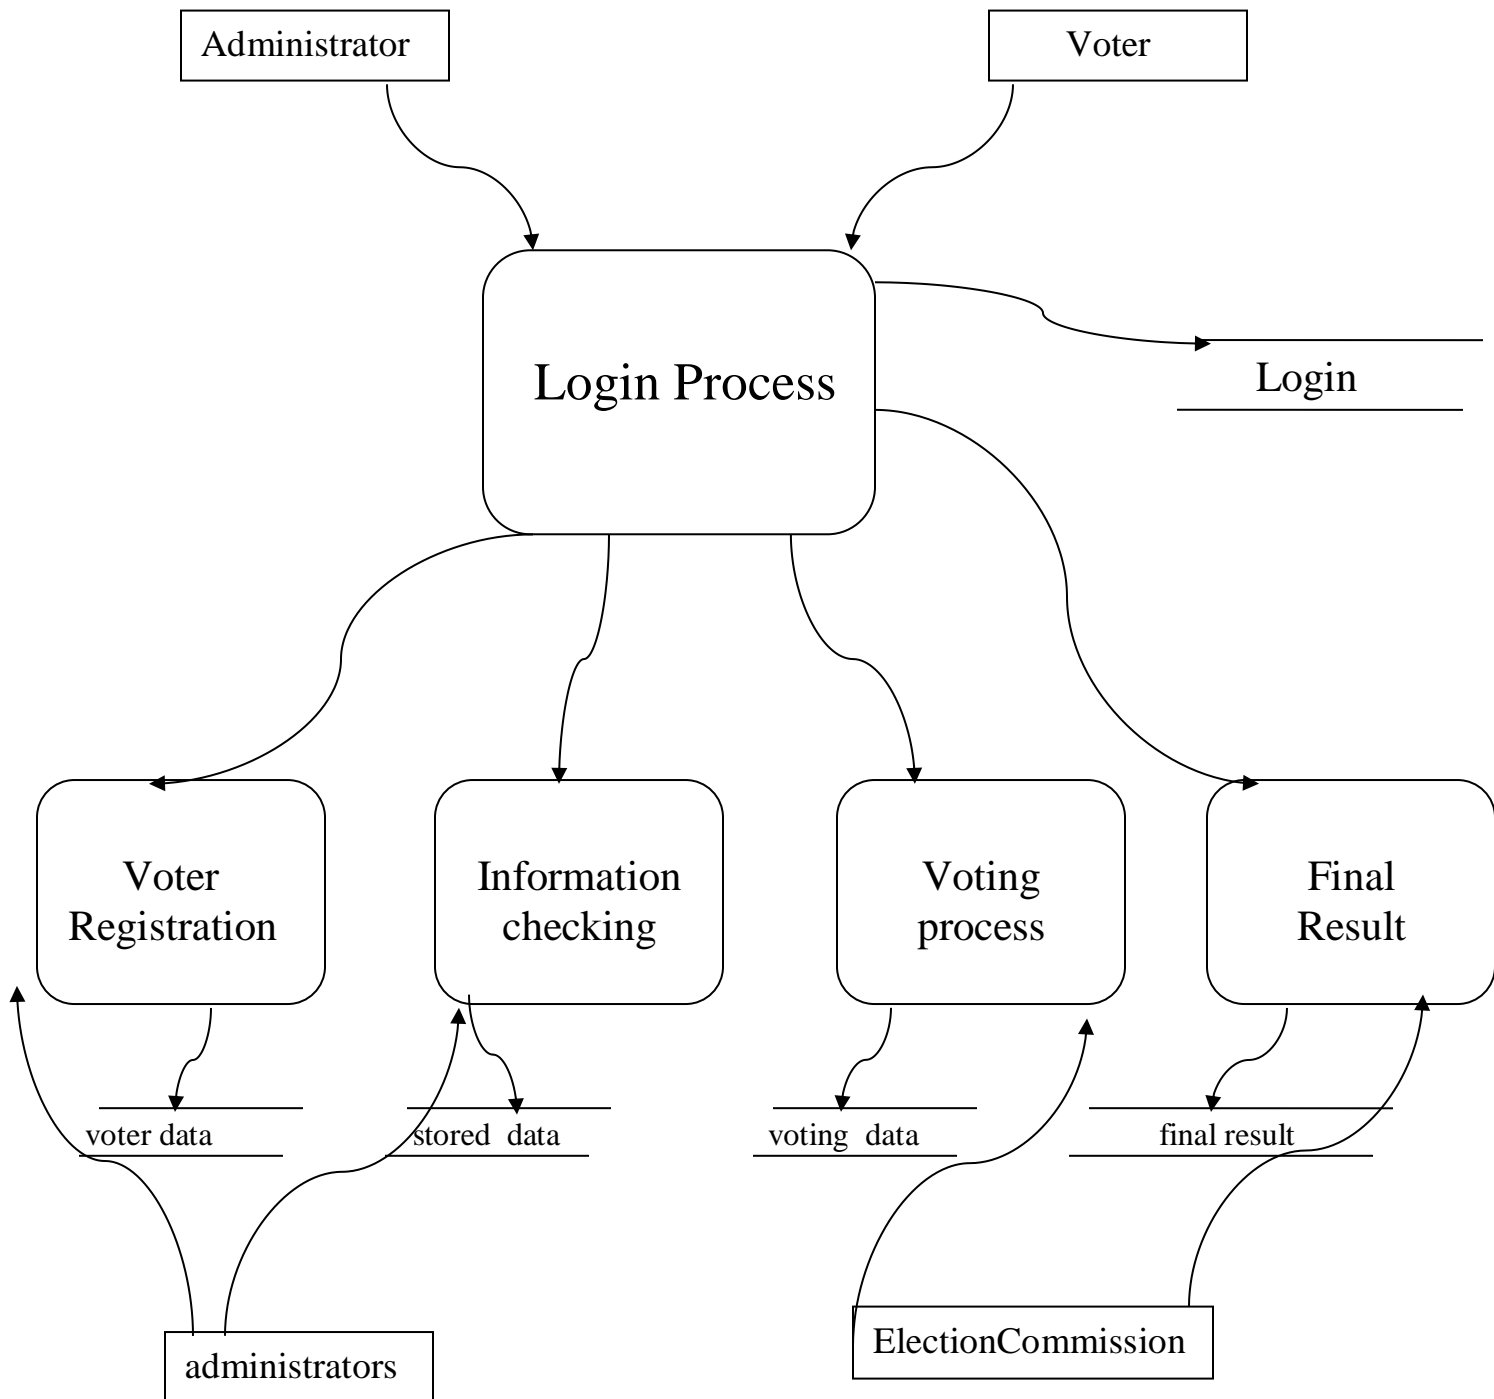 Administrator
Voter
Login Process
Login
Voter
Registration
Information
checking
Voting
process
Final
Result
voter data
stored data
voting data
final result
administrators
ElectionCommission